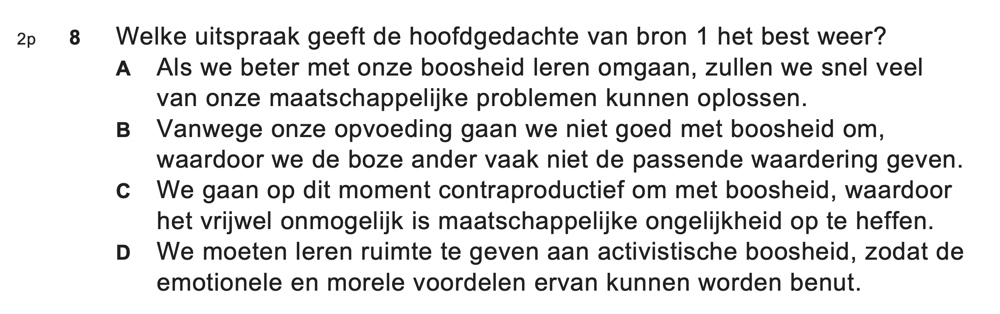 2p 8 Welke uitspraak geeft de hoofdgedachte van bron 1 het best weer?
A Als we beter met onze boosheid leren omgaan, zullen we snel veel
van onze maatschappelijke problemen kunnen oplossen.
B Vanwege onze opvoeding gaan we niet goed met boosheid om,
waardoor we de boze ander vaak niet de passende waardering geven.
C We gaan op dit moment contraproductief om met boosheid, waardoor
het vrijwel onmogelijk is maatschappelijke ongelijkheid op te heffen.
D We moeten leren ruimte te geven aan activistische boosheid, zodat de
emotionele en morele voordelen ervan kunnen worden benut.